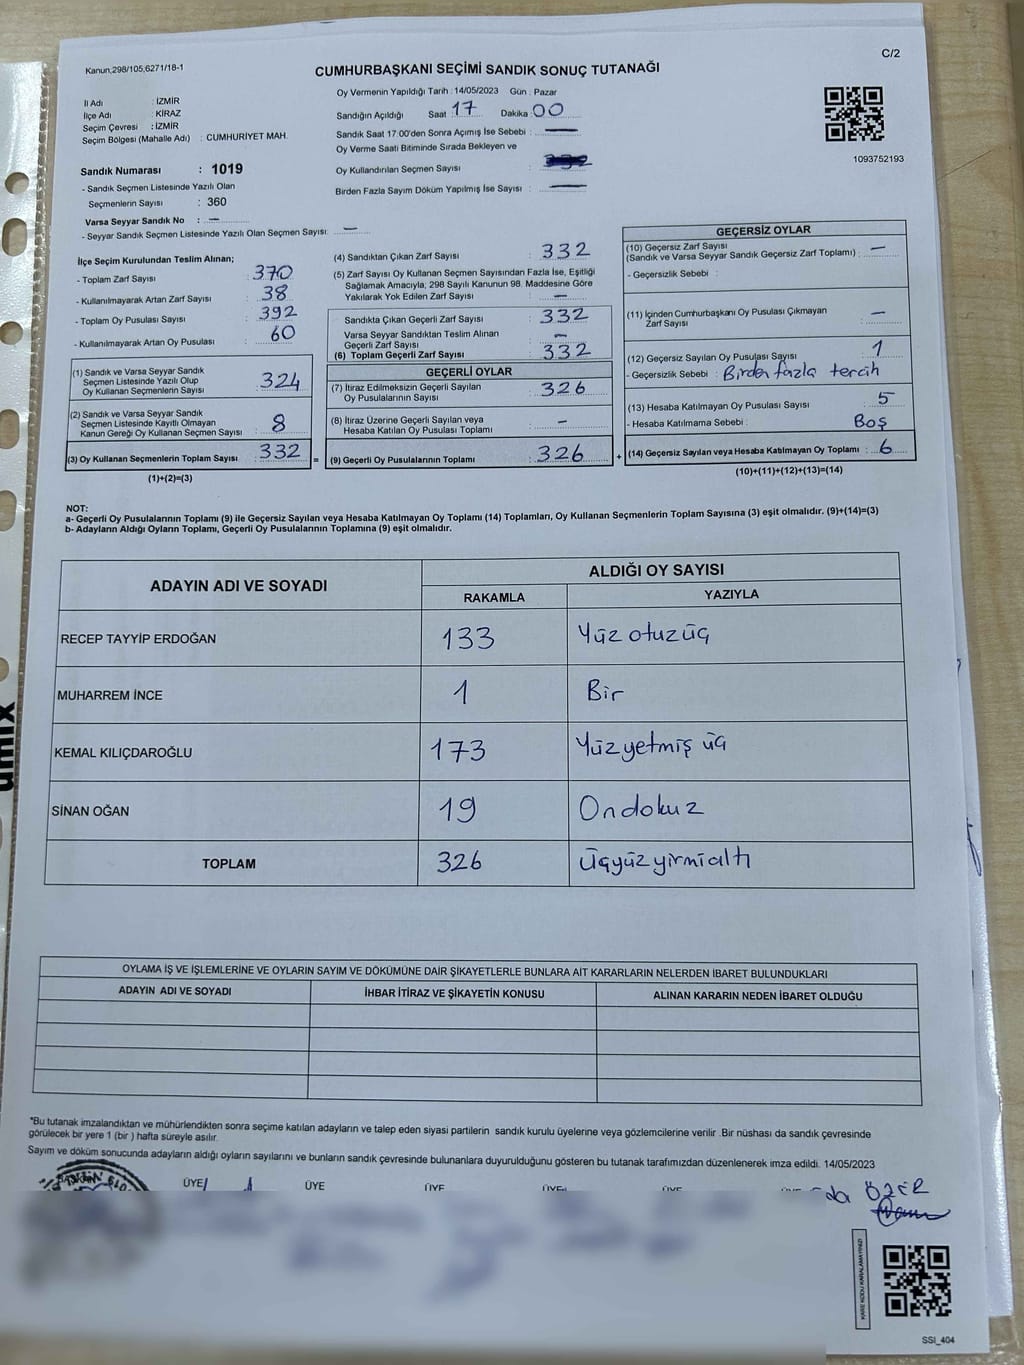 C/2
Kanun,298/105,6271/18-1
CUMHURBAŞKANI SEÇİMİ SANDIK SONUÇ TUTANAĞI
İl Adı : İZMİR
İlçe Adı : KİRAZ
Seçim Çevresi : İZMİR
Seçim Bölgesi (Mahalle Adı) : CUMHURİYET MAH.
Oy Vermenin Yapıldığı Tarih : 14/05/2023 Gün : Pazar
Sandığın Açıldığı Saat : 17 Dakika : 00
Sandık Saat 17:00'den Sonra Açımış İse Sebebi : —
Oy Verme Saati Bitiminde Sırada Bekleyen ve
Oy Kullandırılan Seçmen Sayısı :
Birden Fazla Sayım Döküm Yapılmış İse Sayısı : —
1093752193
Sandık Numarası : 1019
- Sandık Seçmen Listesinde Yazılı Olan
Seçmenlerin Sayısı : 360
Varsa Seyyar Sandık No : —
- Seyyar Sandık Seçmen Listesinde Yazılı Olan Seçmen Sayısı: —
İlçe Seçim Kurulundan Teslim Alınan;
- Toplam Zarf Sayısı : 370
- Kullanılmayarak Artan Zarf Sayısı : 38
- Toplam Oy Pusulası Sayısı : 392
- Kullanılmayarak Artan Oy Pusulası : 60
(1) Sandık ve Varsa Seyyar Sandık
Seçmen Listesinde Yazılı Olup
Oy Kullanan Seçmenlerin Sayısı : 324
(2) Sandık ve Varsa Seyyar Sandık
Seçmen Listesinde Kayıtlı Olmayan
Kanun Gereği Oy Kullanan Seçmen Sayısı : 8
(3) Oy Kullanan Seçmenlerin Toplam Sayısı : 332 =
(1)+(2)=(3)
(4) Sandıktan Çıkan Zarf Sayısı : 332
(5) Zarf Sayısı Oy Kullanan Seçmen Sayısından Fazla İse, Eşitliği
Sağlamak Amacıyla; 298 Sayılı Kanunun 98. Maddesine Göre
Yakılarak Yok Edilen Zarf Sayısı : —
Sandıkta Çıkan Geçerli Zarf Sayısı : 332
Varsa Seyyar Sandıktan Teslim Alınan
Geçerli Zarf Sayısı : —
(6) Toplam Geçerli Zarf Sayısı : 332
GEÇERLİ OYLAR
(7) İtiraz Edilmeksizin Geçerli Sayılan
Oy Pusulalarının Sayısı : 326
(8) İtiraz Üzerine Geçerli Sayılan veya
Hesaba Katılan Oy Pusulası Toplamı : —
(9) Geçerli Oy Pusulalarının Toplamı : 326 +
GEÇERSİZ OYLAR
(10) Geçersiz Zarf Sayısı
(Sandık ve Varsa Seyyar Sandık Geçersiz Zarf Toplamı) : —
- Geçersizlik Sebebi :
(11) İçinden Cumhurbaşkanı Oy Pusulası Çıkmayan
Zarf Sayısı : —
(12) Geçersiz Sayılan Oy Pusulası Sayısı : 1
- Geçersizlik Sebebi : Birden fazla tercih
(13) Hesaba Katılmayan Oy Pusulası Sayısı : 5
- Hesaba Katılmama Sebebi : Boş
(14) Geçersiz Sayılan veya Hesaba Katılmayan Oy Toplamı : 6
(10)+(11)+(12)+(13)=(14)
NOT:
a- Geçerli Oy Pusulalarının Toplamı (9) ile Geçersiz Sayılan veya Hesaba Katılmayan Oy Toplamı (14) Toplamları, Oy Kullanan Seçmenlerin Toplam Sayısına (3) eşit olmalıdır. (9)+(14)=(3)
b- Adayların Aldığı Oyların Toplamı, Geçerli Oy Pusulalarının Toplamına (9) eşit olmalıdır.
ADAYIN ADI VE SOYADI
ALDIĞI OY SAYISI
RAKAMLA YAZIYLA
RECEP TAYYİP ERDOĞAN 133 Yüz otuzüç
MUHARREM İNCE 1 Bir
KEMAL KILIÇDAROĞLU 173 Yüzyetmiş üç
SİNAN OĞAN 19 Ondokuz
TOPLAM 326 Üçyüzyirmialtı
OYLAMA İŞ VE İŞLEMLERİNE VE OYLARIN SAYIM VE DÖKÜMÜNE DAİR ŞİKAYETLERLE BUNLARA AİT KARARLARIN NELERDEN İBARET BULUNDUKLARI
ADAYIN ADI VE SOYADI İHBAR İTİRAZ VE ŞİKAYETİN KONUSU ALINAN KARARIN NEDEN İBARET OLDUĞU
*Bu tutanak imzalandıktan ve mühürlendikten sonra seçime katılan adayların ve talep eden siyasi partilerin sandık kurulu üyelerine veya gözlemcilerine verilir .Bir nüshası da sandık çevresinde
görülecek bir yere 1 (bir ) hafta süreyle asılır.
Sayım ve döküm sonucunda adayların aldığı oyların sayılarını ve bunların sandık çevresinde bulunanlara duyurulduğunu gösteren bu tutanak tarafımızdan düzenlenerek imza edildi. 14/05/2023
BAŞKAN ÜYE ÜYE ÜYE ÜYE ÜYE
ÖZER
KARE KODU KARALAMAYINIZ!
SSI_404